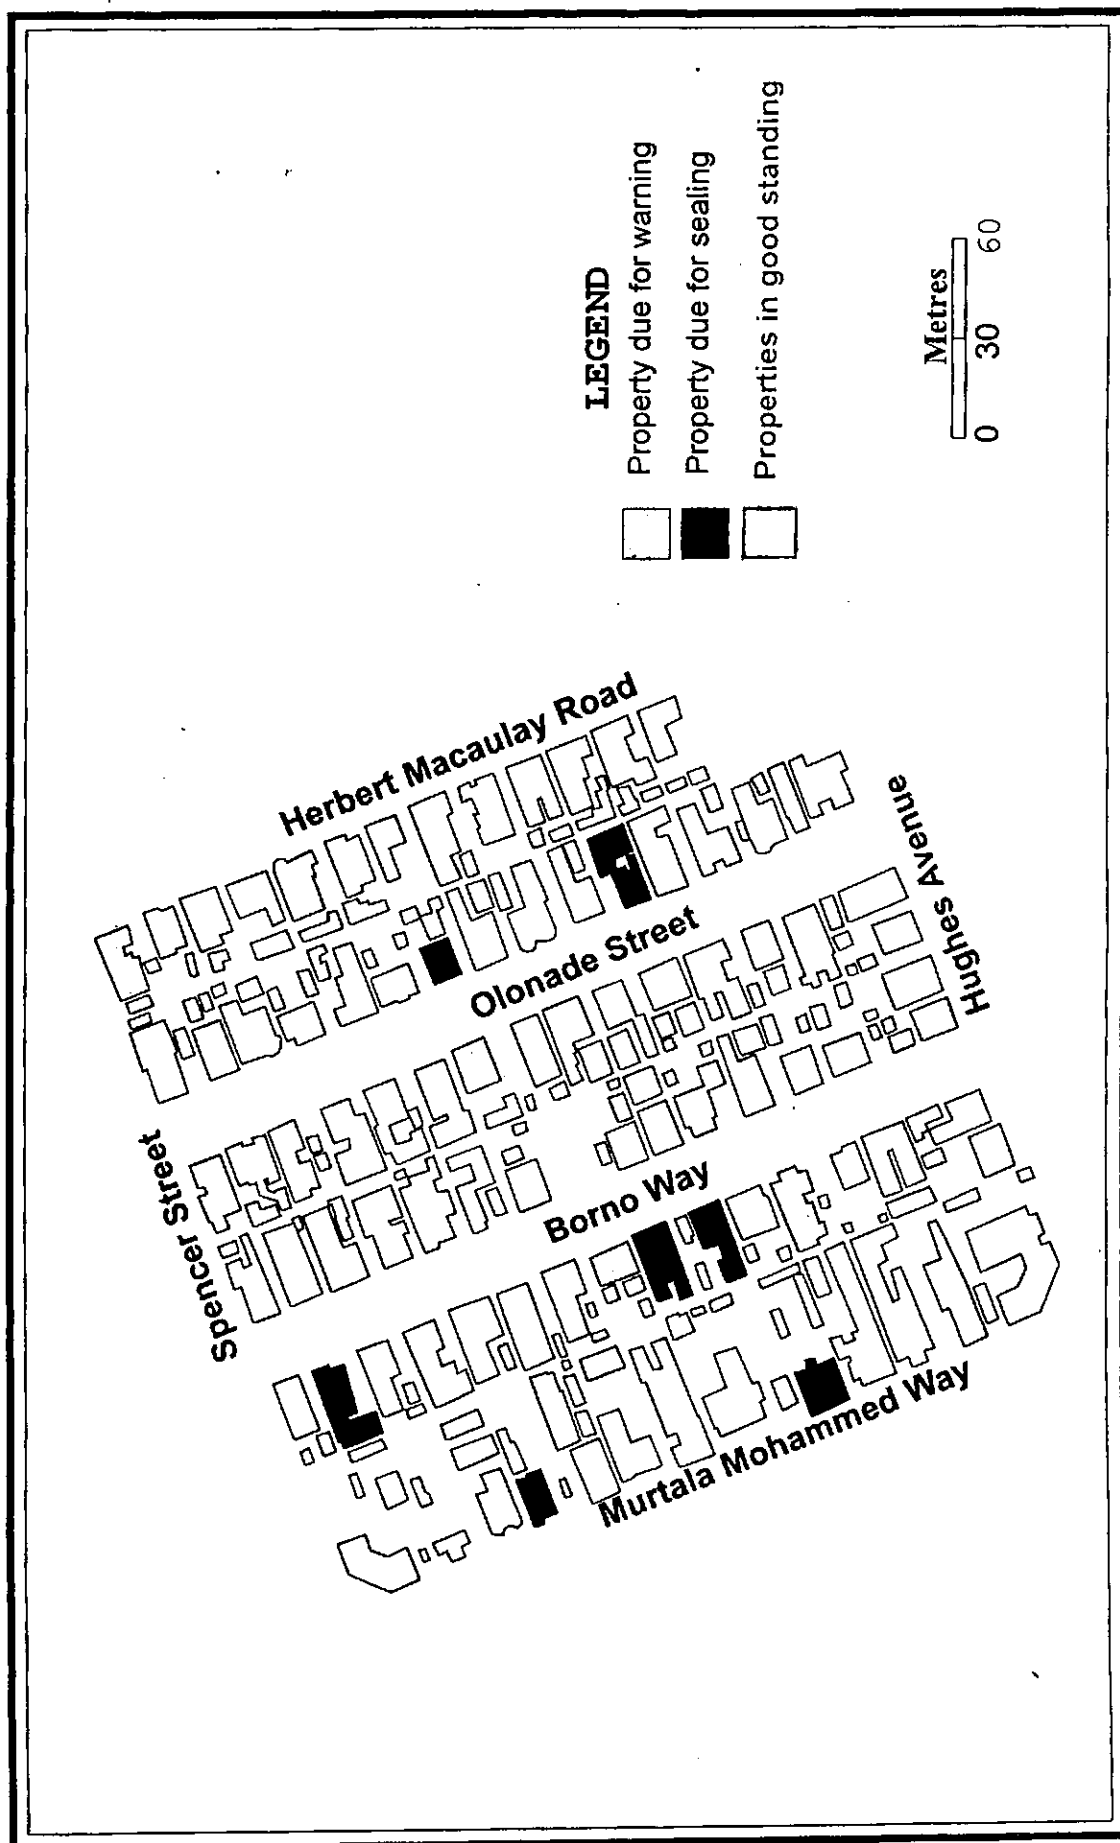 Herbert Macaulay Road
Olonade Street
Spencer Street
Borno Way
Hughes Avenue
Murtala Mohammed Way
LEGEND
Property due for warning
Property due for sealing
Properties in good standing
Metres
0 30 60